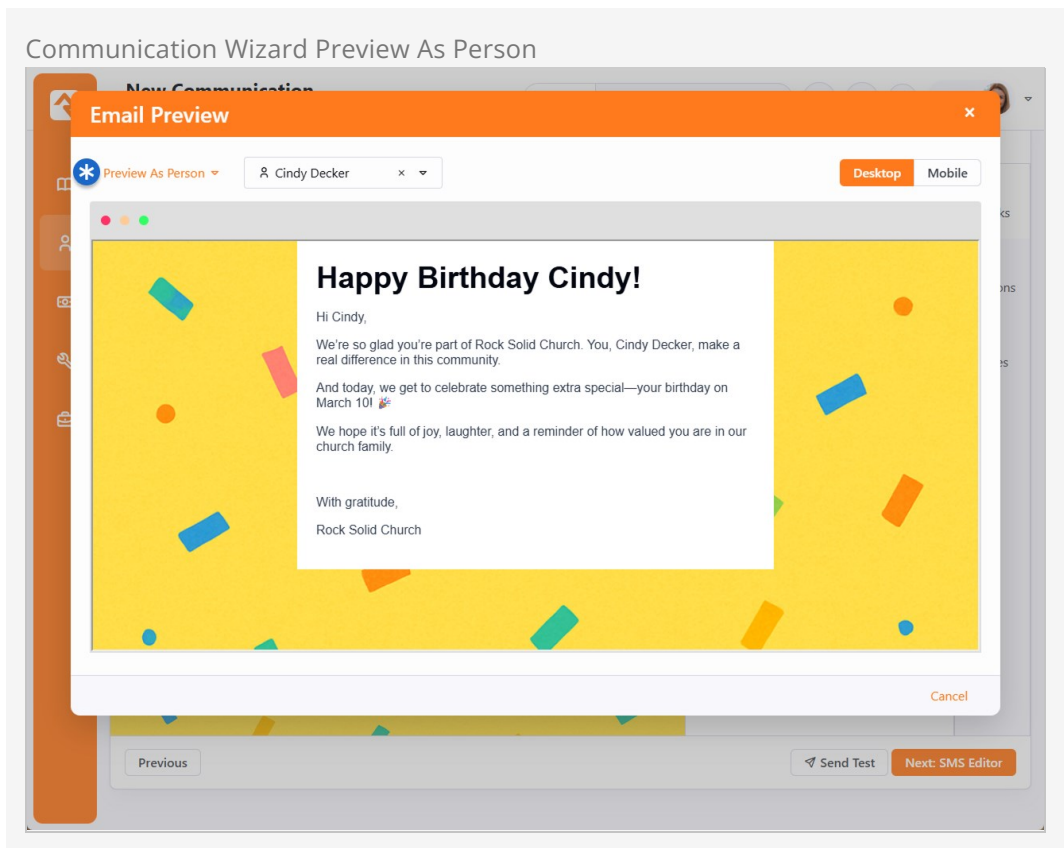 Communication Wizard Preview As Person
New Communication
Email Preview
×
Preview As Person
Cindy Decker ×
Desktop Mobile
Happy Birthday Cindy!
Hi Cindy,
We’re so glad you’re part of Rock Solid Church. You, Cindy Decker, make a
real difference in this community.
And today, we get to celebrate something extra special—your birthday on
March 10! 🎉
We hope it’s full of joy, laughter, and a reminder of how valued you are in our
church family.
With gratitude,
Rock Solid Church
Cancel
Previous
Send Test
Next: SMS Editor